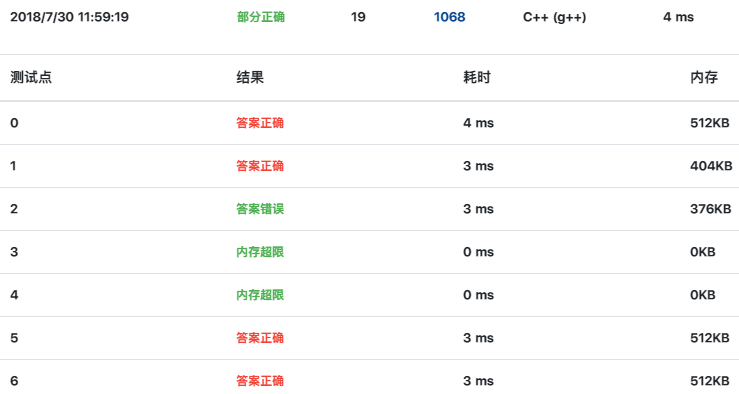 2018/7/30 11:59:19 部分正确 19 1068 C++ (g++) 4 ms
测试点 结果 耗时 内存
0 答案正确 4 ms 512KB
1 答案正确 3 ms 404KB
2 答案错误 3 ms 376KB
3 内存超限 0 ms 0KB
4 内存超限 0 ms 0KB
5 答案正确 3 ms 512KB
6 答案正确 3 ms 512KB